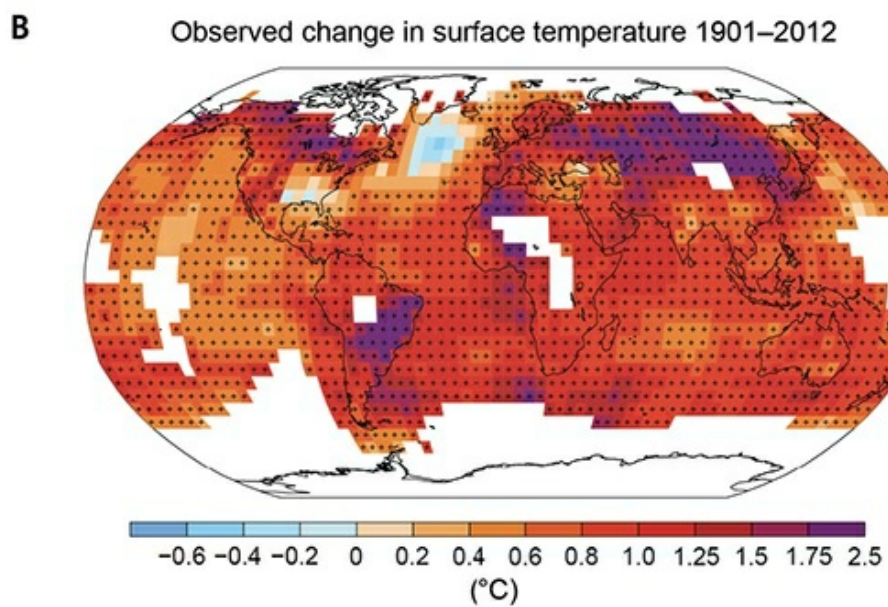 B
Observed change in surface temperature 1901–2012
−0.6 −0.4 −0.2 0 0.2 0.4 0.6 0.8 1.0 1.25 1.5 1.75 2.5
(°C)